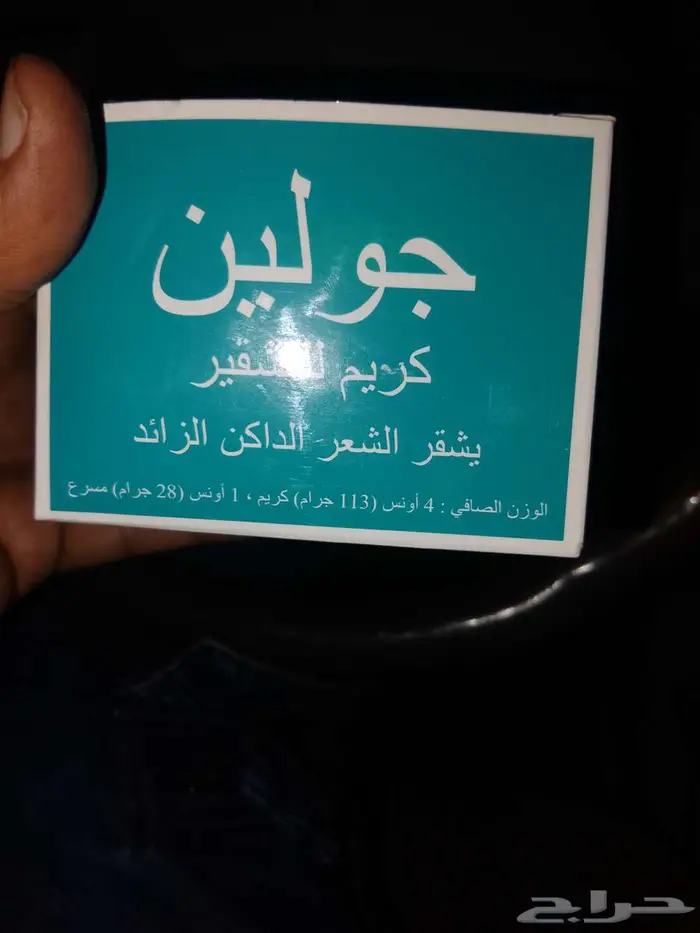 جولين
كريم للتشقير
يشقر الشعر الداكن الزائد
الوزن الصافي : 4 أونس (113 جرام) كريم ، 1 أونس (28 جرام) مسرع
حراج